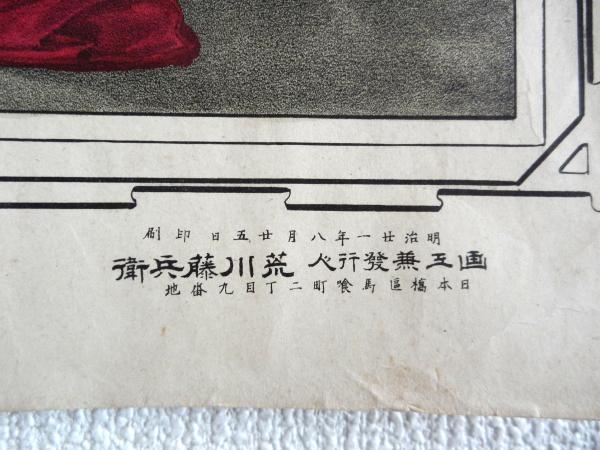 明治廿一年八月廿五日印刷
画工兼發行人 荒川藤兵衛
日本橋區馬喰町二丁目九番地